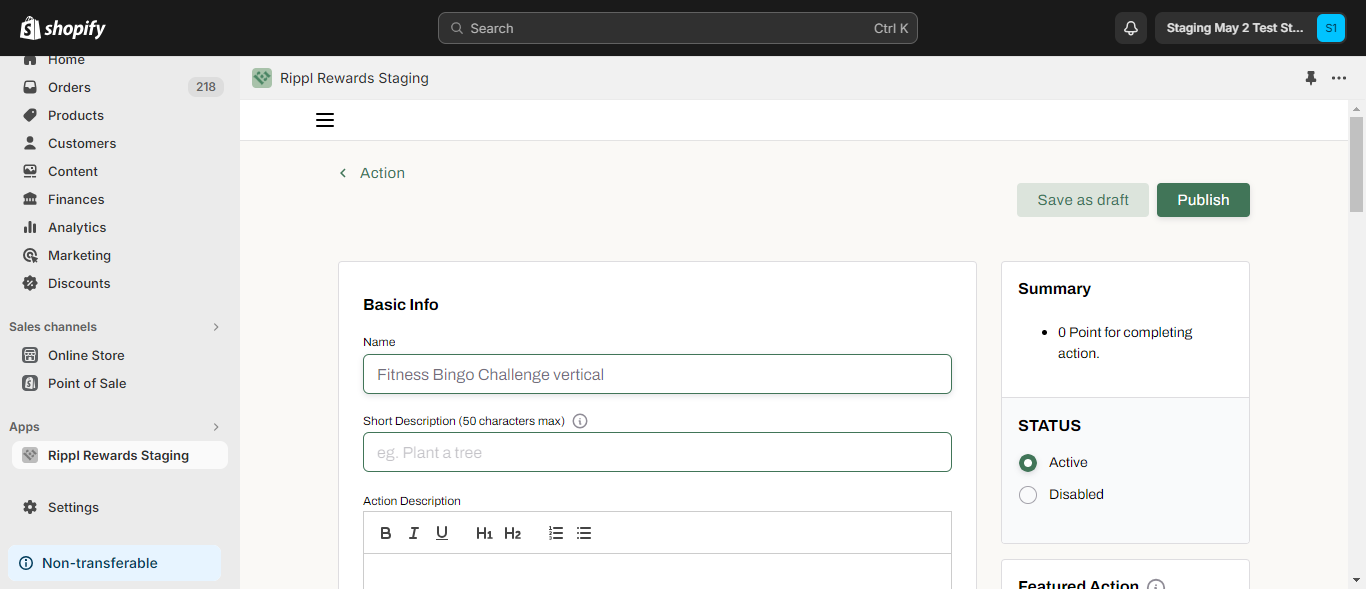 shopify
Search
Ctrl K
Staging May 2 Test St...
S1
Home
Orders
218
Products
Customers
Content
Finances
Analytics
Marketing
Discounts
Sales channels
Online Store
Point of Sale
Apps
Rippl Rewards Staging
Settings
Non-transferable
Rippl Rewards Staging
Action
Save as draft
Publish
Basic Info
Name
Fitness Bingo Challenge vertical
Short Description (50 characters max)
eg. Plant a tree
Action Description
B I U H1 H2
Summary
0 Point for completing
action.
STATUS
Active
Disabled
Featured Action